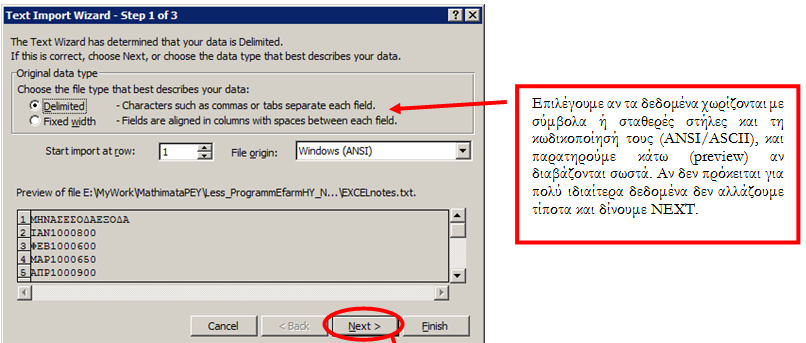 Text Import Wizard - Step 1 of 3
The Text Wizard has determined that your data is Delimited.
If this is correct, choose Next, or choose the data type that best describes your data.
Original data type
Choose the file type that best describes your data:
Delimited - Characters such as commas or tabs separate each field.
Fixed width - Fields are aligned in columns with spaces between each field.
Start import at row: 1 File origin: Windows (ANSI)
Preview of file E:\MyWork\MathimataPEY\Less_ProgrammEfarmHY_N...\EXCELnotes.txt.
1 ΜΗΝΑΣΕΣΟΔΑΕΞΟΔΑ
2 ΙΑΝ1000800
3 ΦΕΒ1000600
4 ΜΑΡ1000650
5 ΑΠΡ1000900
Cancel < Back Next > Finish
Επιλέγουμε αν τα δεδομένα χωρίζονται με
σύμβολα ή σταθερές στήλες και τη
κωδικοποίησή τους (ANSI/ASCII), και
παρατηρούμε κάτω (preview) αν
διαβάζονται σωστά. Αν δεν πρόκειται για
πολύ ιδιαίτερα δεδομένα δεν αλλάζουμε
τίποτα και δίνουμε NEXT.